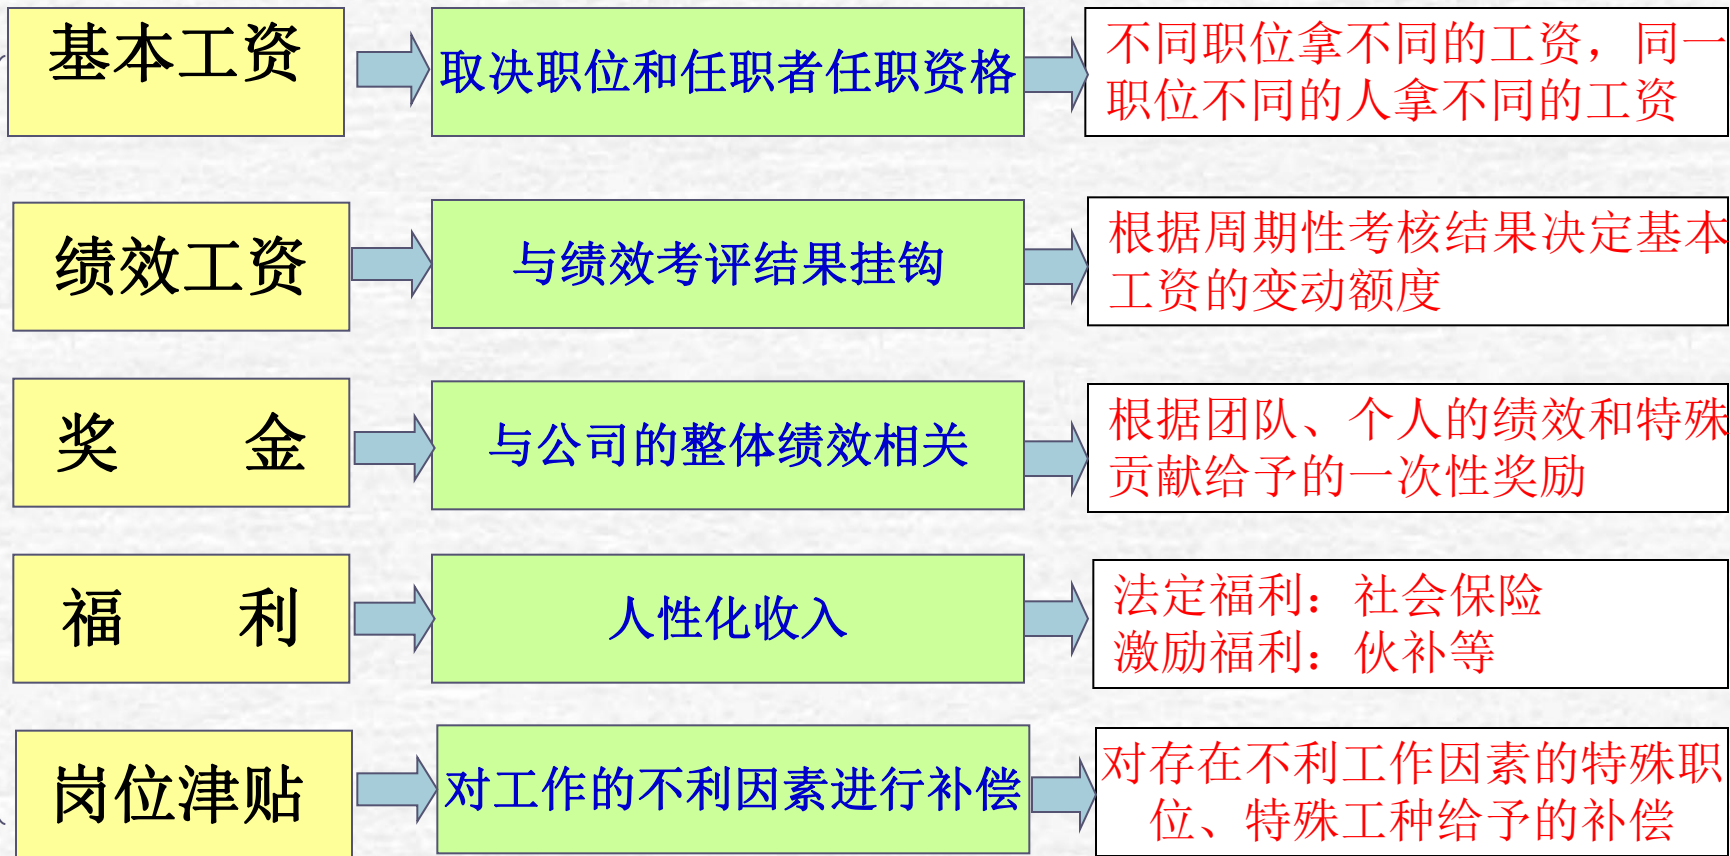 基本工资
取决职位和任职者任职资格
不同职位拿不同的工资，同一
职位不同的人拿不同的工资
绩效工资
与绩效考评结果挂钩
根据周期性考核结果决定基本
工资的变动额度
奖 金
与公司的整体绩效相关
根据团队、个人的绩效和特殊
贡献给予的一次性奖励
福 利
人性化收入
法定福利：社会保险
激励福利：伙补等
岗位津贴
对工作的不利因素进行补偿
对存在不利工作因素的特殊职
位、特殊工种给予的补偿